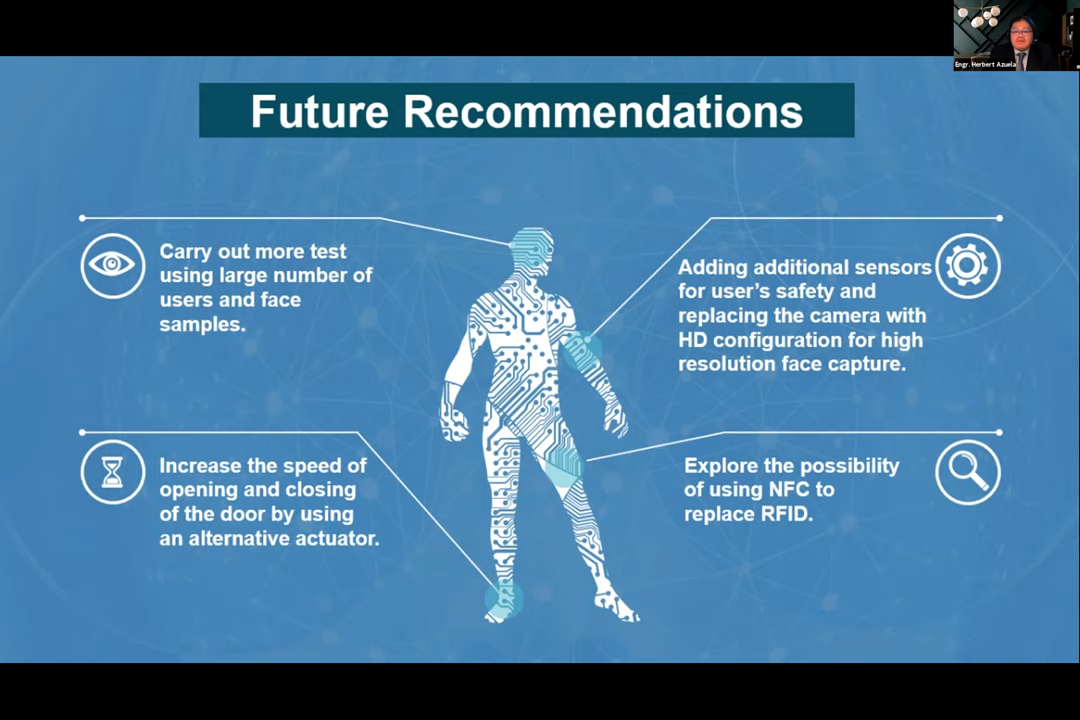 Engr. Herbert Azuela
Future Recommendations
Carry out more test
using large number of
users and face
samples.
Adding additional sensors
for user's safety and
replacing the camera with
HD configuration for high
resolution face capture.
Increase the speed of
opening and closing
of the door by using
an alternative actuator.
Explore the possibility
of using NFC to
replace RFID.